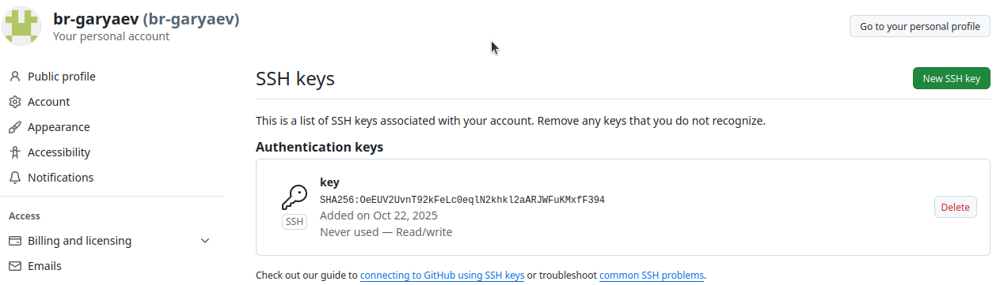 br-garyaev (br-garyaev)
Your personal account
Go to your personal profile
Public profile
Account
Appearance
Accessibility
Notifications
Access
Billing and licensing
Emails
SSH keys
New SSH key
This is a list of SSH keys associated with your account. Remove any keys that you do not recognize.
Authentication keys
key
SHA256:OeEUV2UvnT92kFeLc0eqlN2khkl2aARJWFuKMxfF394
SSH
Added on Oct 22, 2025
Never used — Read/write
Delete
Check out our guide to connecting to GitHub using SSH keys or troubleshoot common SSH problems.